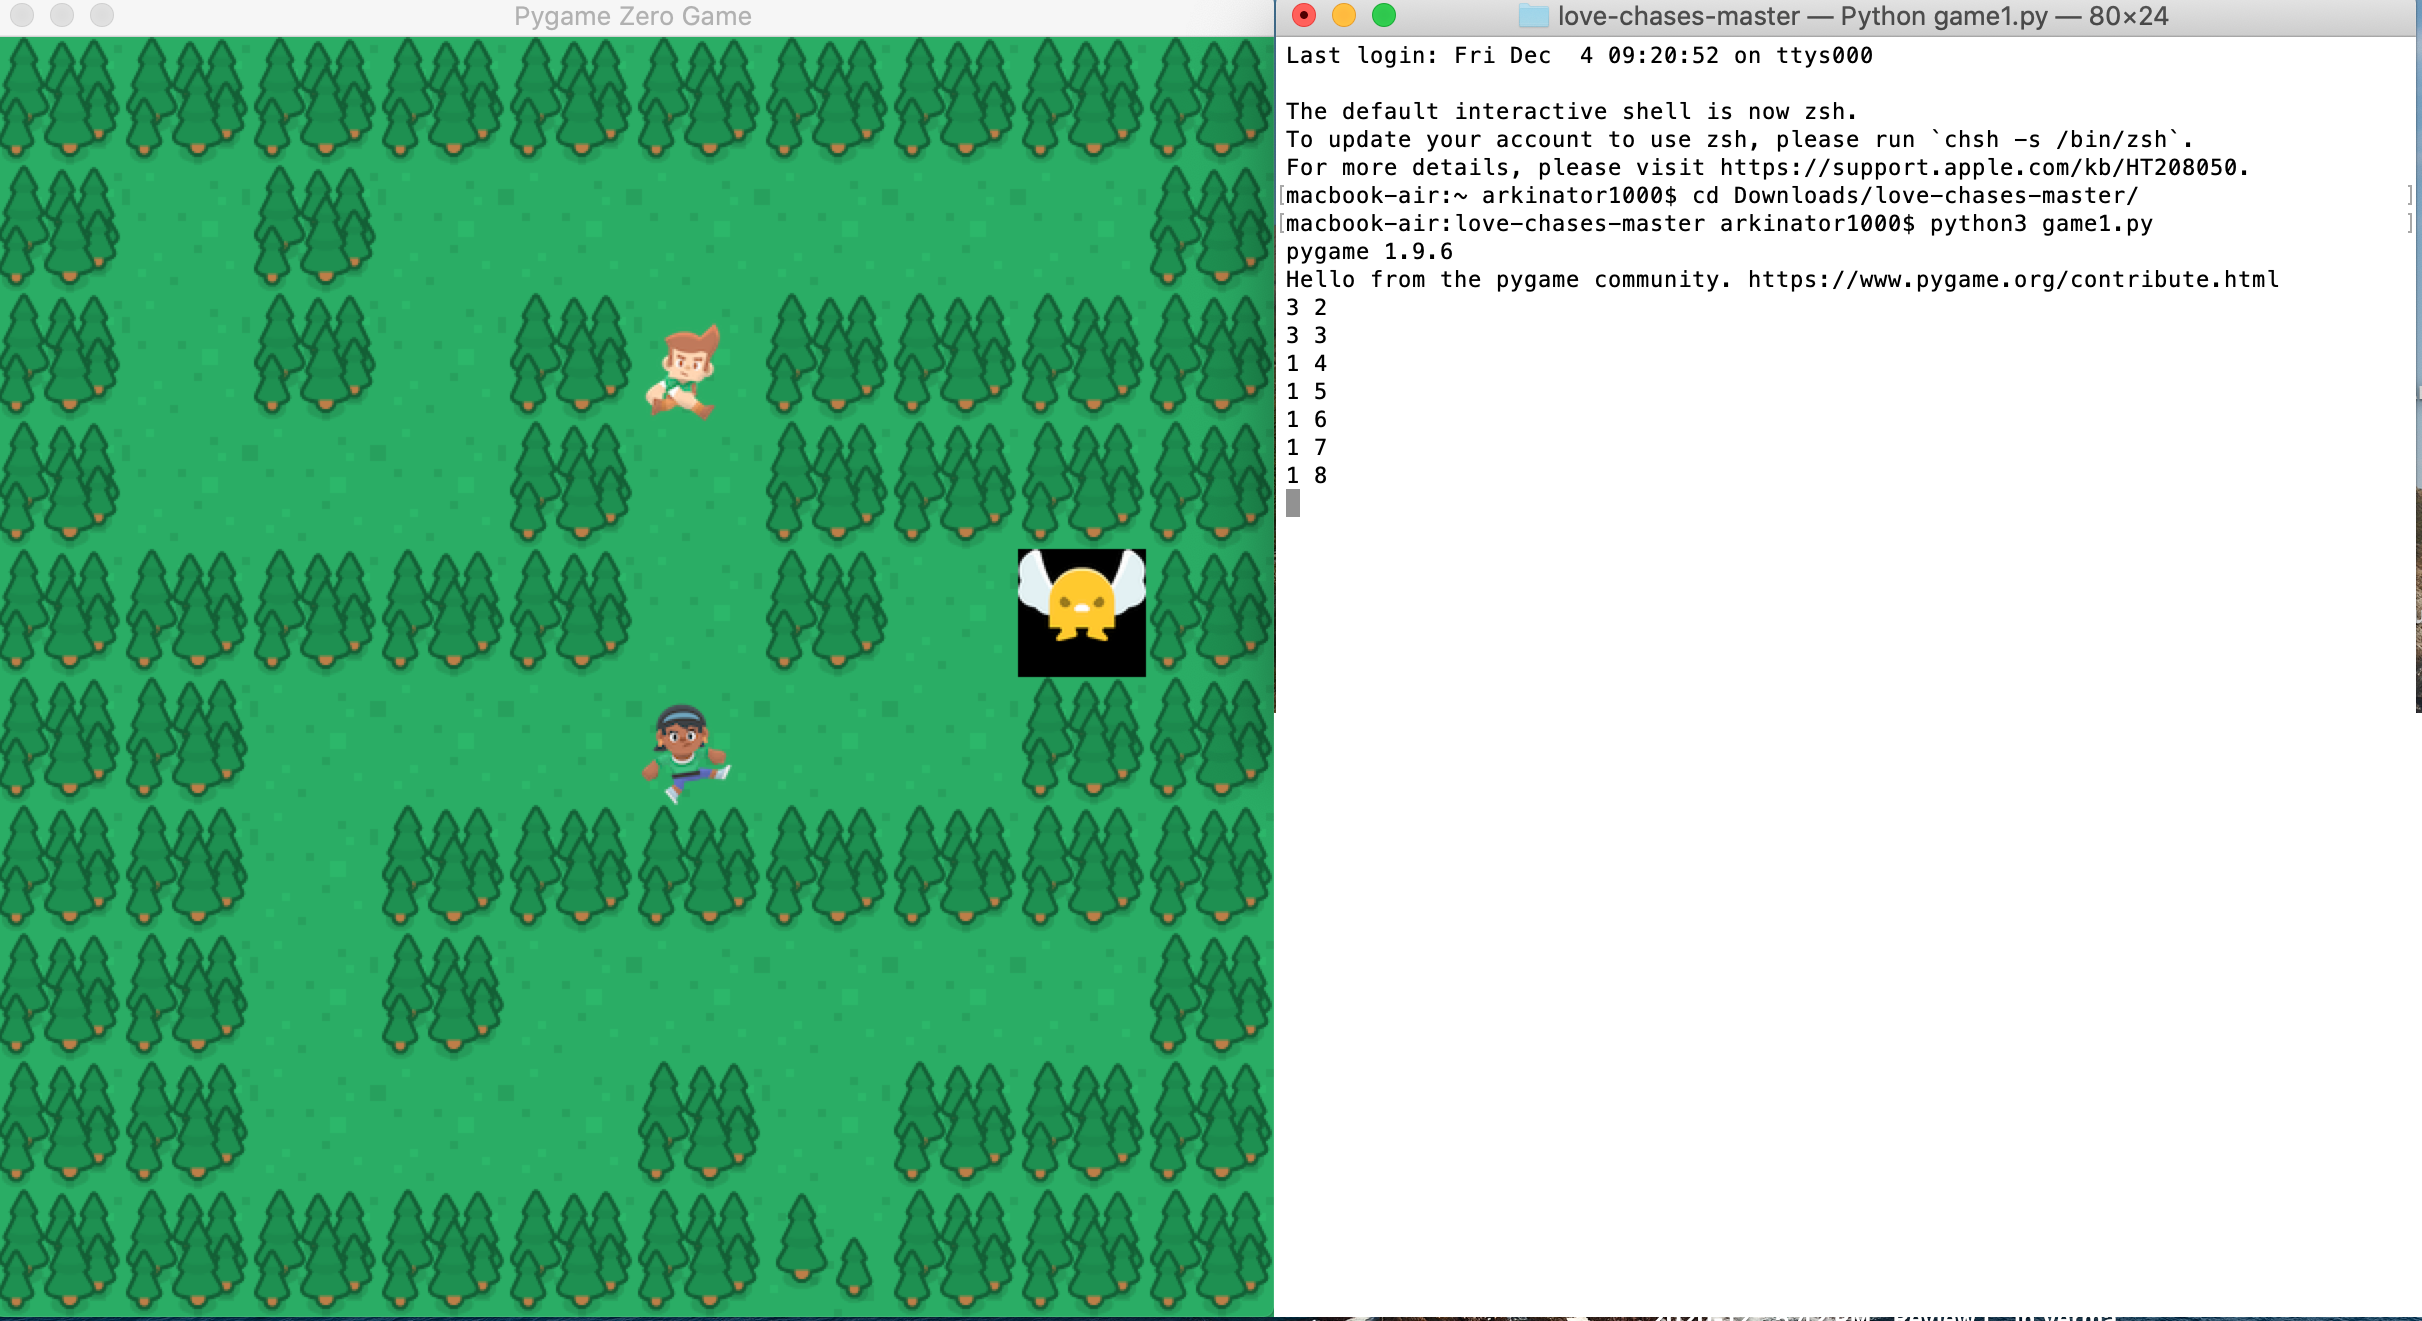 Pygame Zero Game
love-chases-master — Python game1.py — 80×24
Last login: Fri Dec  4 09:20:52 on ttys000
The default interactive shell is now zsh.
To update your account to use zsh, please run `chsh -s /bin/zsh`.
For more details, please visit https://support.apple.com/kb/HT208050.
[macbook-air:~ arkinator1000$ cd Downloads/love-chases-master/ ]
[macbook-air:love-chases-master arkinator1000$ python3 game1.py ]
pygame 1.9.6
Hello from the pygame community. https://www.pygame.org/contribute.html
3 2
3 3
1 4
1 5
1 6
1 7
1 8